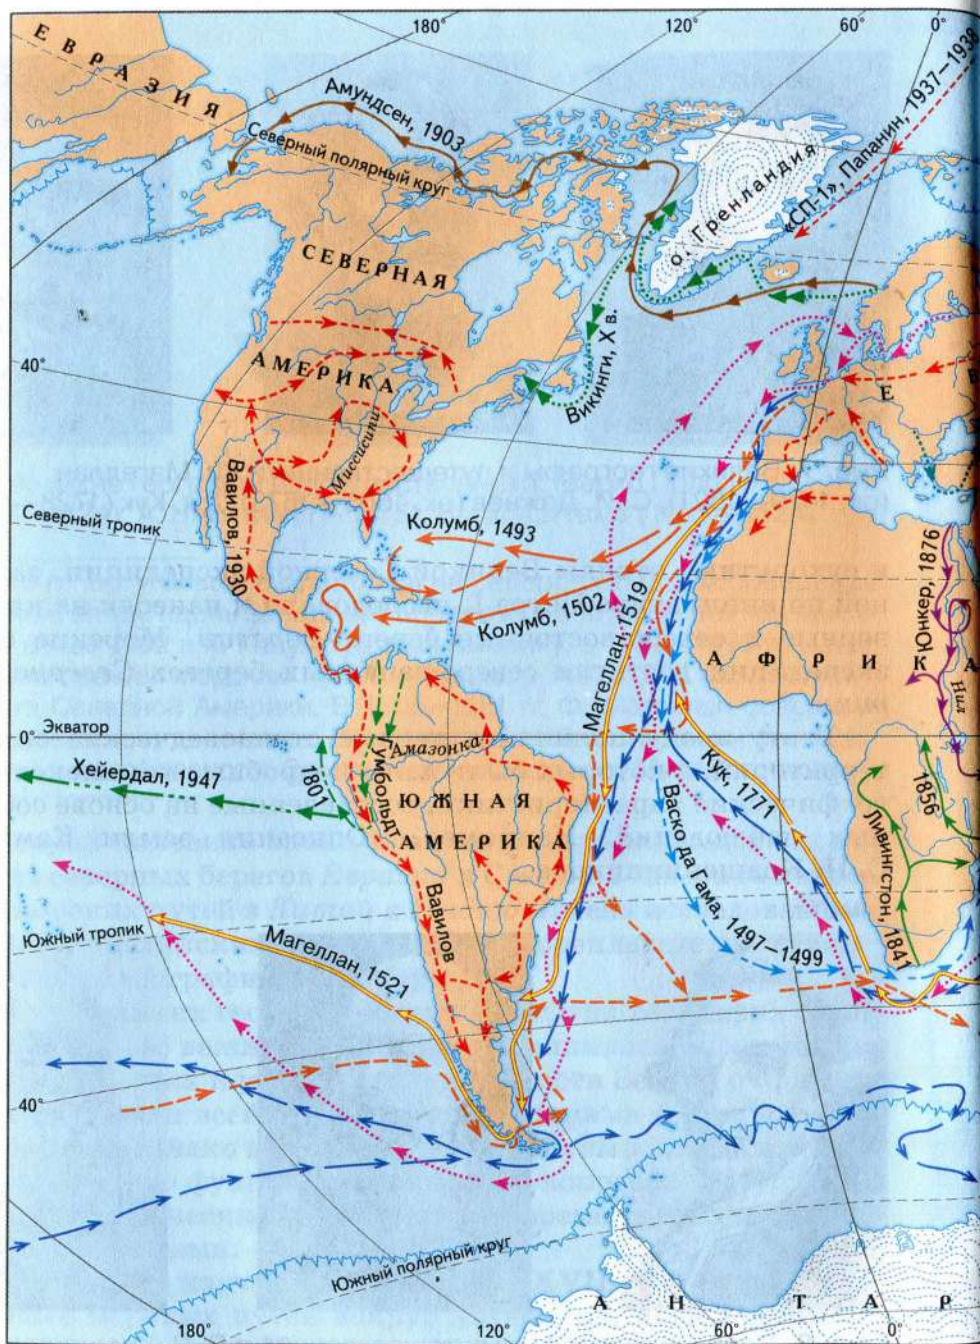 180°
120°
60°
0°
ЕВРАЗИЯ
Амундсен, 1903
Северный полярный круг
«СП-1», Папанин, 1937—1938
о. Гренландия
СЕВЕРНАЯ
АМЕРИКА
40°
Викинги, X в.
Е
Миссисипи
Вавилов, 1930
Северный тропик
Колумб, 1493
Колумб, 1502
Магеллан, 1519
Юнкер, 1876
АФРИКА
Нил
Экватор
0°
Хейердал, 1947
1801
Гумбольдт
Амазонка
ЮЖНАЯ
АМЕРИКА
Кук, 1771
Васко да Гама, 1497—1499
1856
Ливингстон, 1841
Вавилов
Южный тропик
Магеллан, 1521
40°
Южный полярный круг
АНТАР
180°
120°
60°
0°